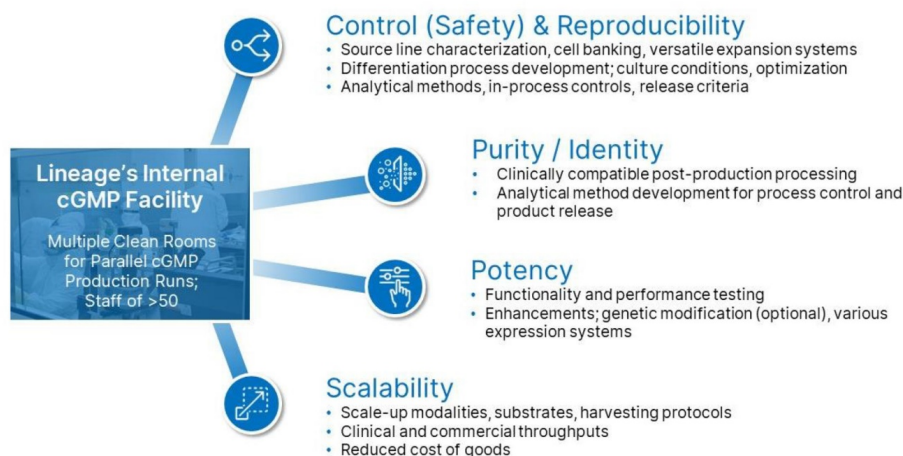 Control (Safety) & Reproducibility
• Source line characterization, cell banking, versatile expansion systems
• Differentiation process development; culture conditions, optimization
• Analytical methods, in-process controls, release criteria
Lineage's Internal
cGMP Facility
Multiple Clean Rooms
for Parallel cGMP
Production Runs;
Staff of >50
Purity / Identity
• Clinically compatible post-production processing
• Analytical method development for process control and
product release
Potency
• Functionality and performance testing
• Enhancements; genetic modification (optional), various
expression systems
Scalability
• Scale-up modalities, substrates, harvesting protocols
• Clinical and commercial throughputs
• Reduced cost of goods